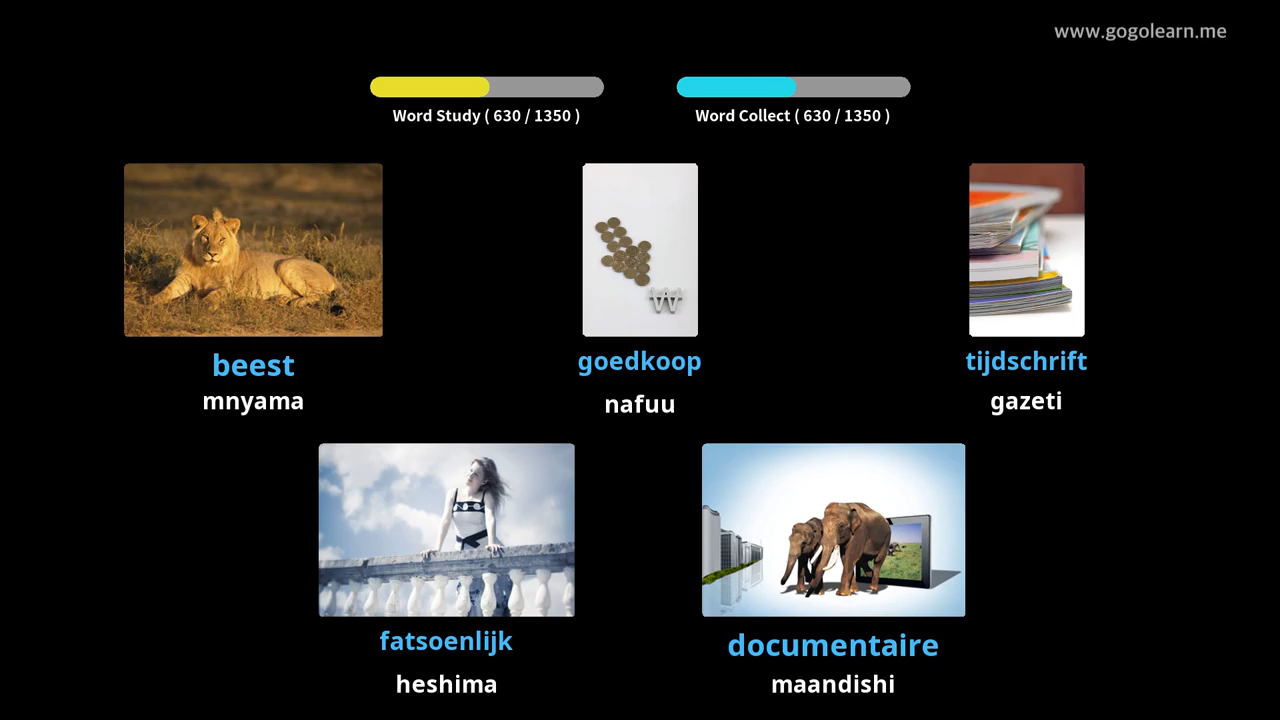 www.gogolearn.me
Word Study ( 630 / 1350 )
Word Collect ( 630 / 1350 )
beest
mnyama
goedkoop
nafuu
tijdschrift
gazeti
fatsoenlijk
heshima
documentaire
maandishi